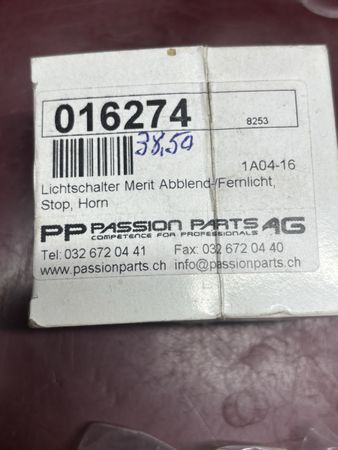 016274
8253
38,50
1A04-16
Lichtschalter Merit Abblend-/Fernlicht,
Stop, Horn
PP PASSION PARTS AG
COMPETENCE FOR PROFESSIONALS
Tel: 032 672 04 41 Fax: 032 672 04 40
www.passionparts.ch info@passionparts.ch